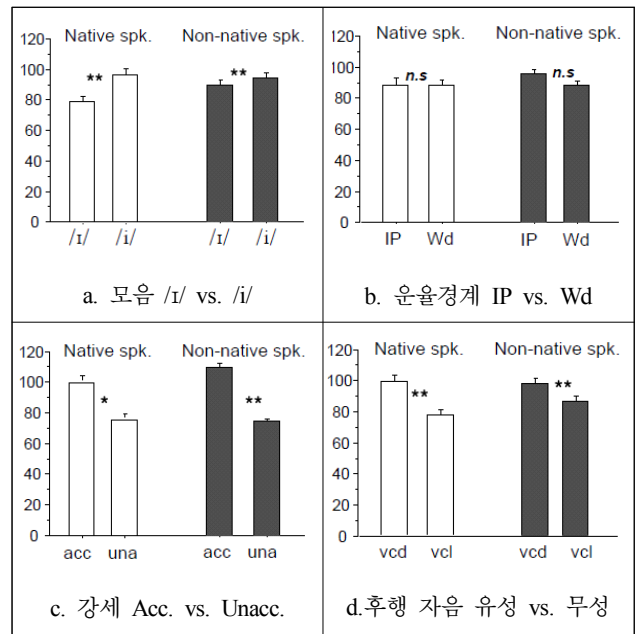 Native spk. Non-native spk.
120
100
80
60
40
20
0
** **
/ɪ/ /i/ /ɪ/ /i/
a. 모음 /ɪ/ vs. /i/
Native spk. Non-native spk.
120
100
80
60
40
20
0
n.s n.s
IP Wd IP Wd
b. 운율경계 IP vs. Wd
Native spk. Non-native spk.
120
100
80
60
40
20
0
* **
acc una acc una
c. 강세 Acc. vs. Unacc.
Native spk. Non-native spk.
120
100
80
60
40
20
0
** **
vcd vcl vcd vcl
d.후행 자음 유성 vs. 무성